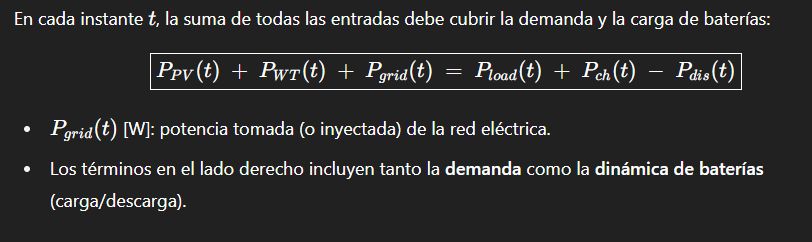 En cada instante t, la suma de todas las entradas debe cubrir la demanda y la carga de baterías:
P_{PV}(t) + P_{WT}(t) + P_{grid}(t) = P_{load}(t) + P_{ch}(t) − P_{dis}(t)
• P_{grid}(t) [W]: potencia tomada (o inyectada) de la red eléctrica.
• Los términos en el lado derecho incluyen tanto la demanda como la dinámica de baterías
(carga/descarga).